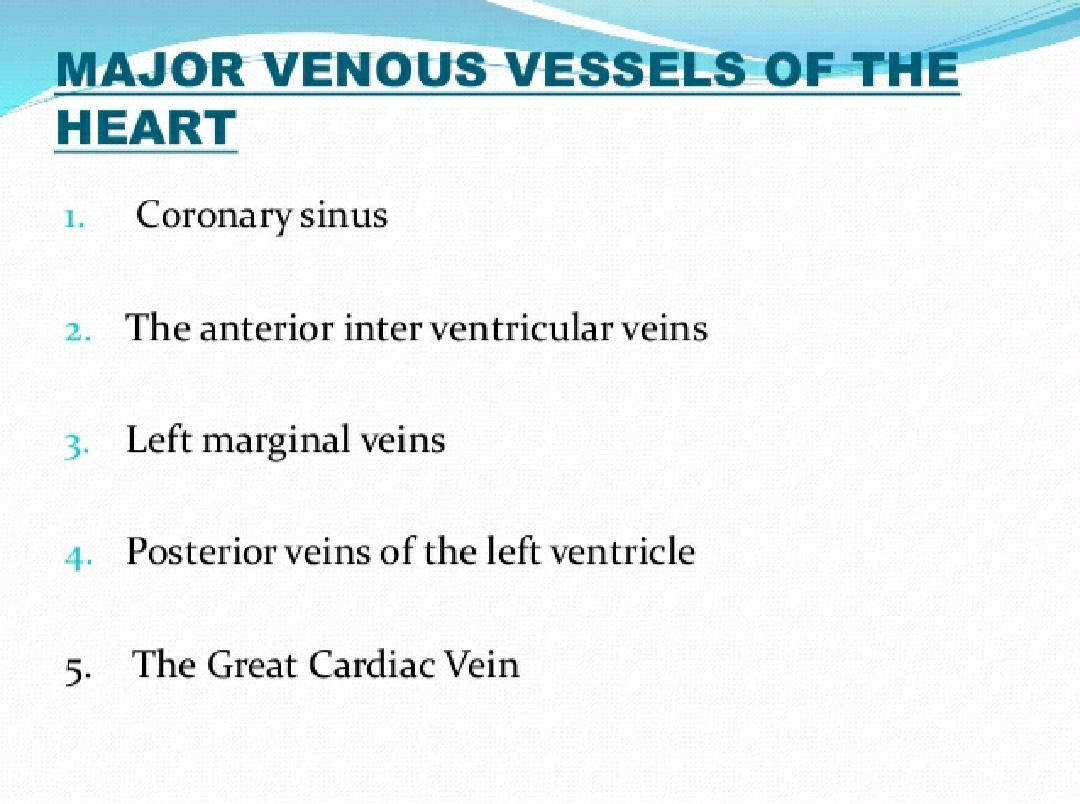 MAJOR VENOUS VESSELS OF THE
HEART
1. Coronary sinus
2. The anterior inter ventricular veins
3. Left marginal veins
4. Posterior veins of the left ventricle
5. The Great Cardiac Vein